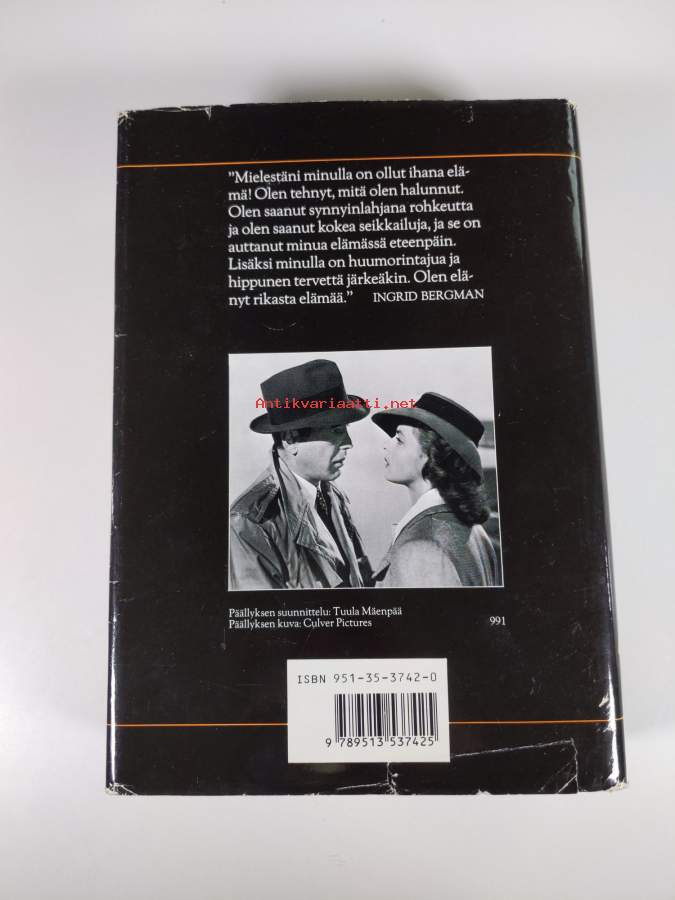 "Mielestäni minulla on ollut ihana elä-
mä! Olen tehnyt, mitä olen halunnut.
Olen saanut synnyinlahjana rohkeutta
ja olen saanut kokea seikkailuja, ja se on
auttanut minua elämässä eteenpäin.
Lisäksi minulla on huumorintajua ja
hippunen tervettä järkeäkin. Olen elä-
nyt rikasta elämää." INGRID BERGMAN
Antikvariaatti.net
Päällyksen suunnittelu: Tuula Mäenpää
Päällyksen kuva: Culver Pictures 991
ISBN 951-35-3742-0
9 789513 537425